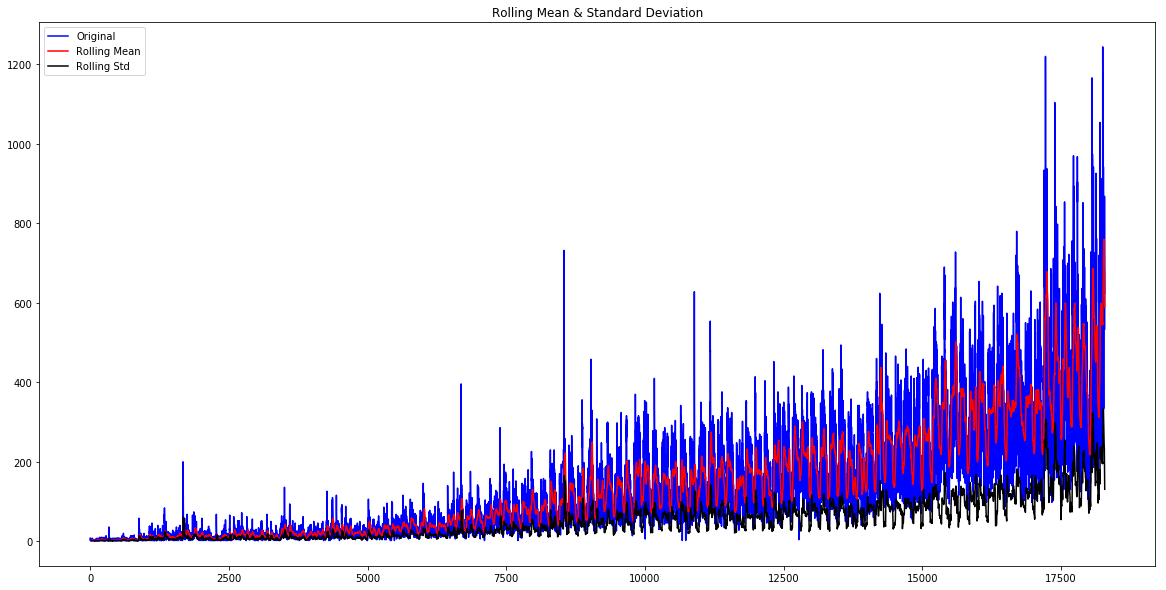 Rolling Mean & Standard Deviation
Original
Rolling Mean
Rolling Std
1200
1000
800
600
400
200
0
0 2500 5000 7500 10000 12500 15000 17500